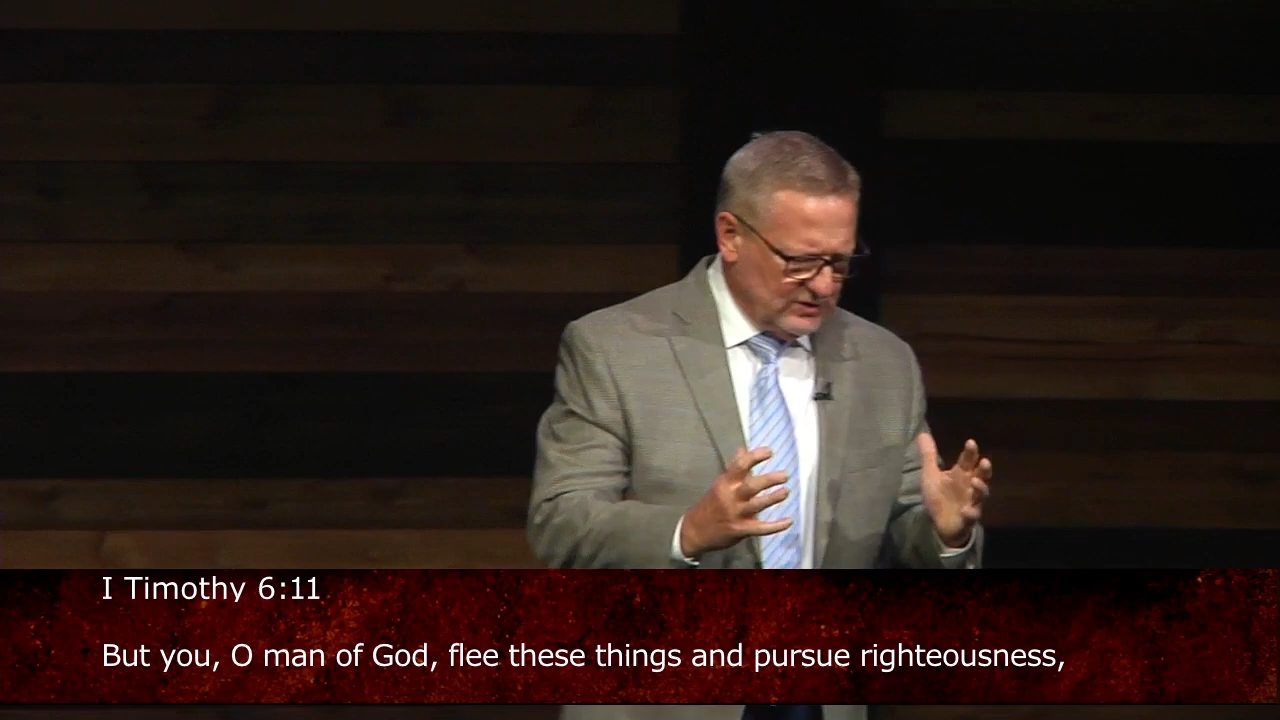 I Timothy 6:11
But you, O man of God, flee these things and pursue righteousness,